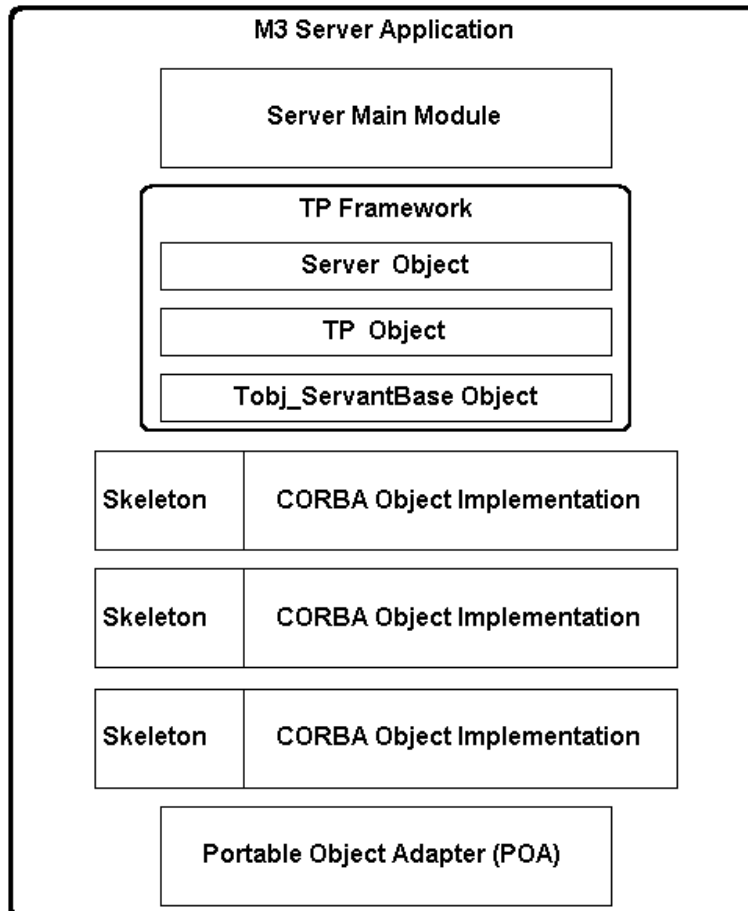 M3 Server Application
Server Main Module
TP Framework
Server Object
TP Object
Tobj_ServantBase Object
Skeleton CORBA Object Implementation
Skeleton CORBA Object Implementation
Skeleton CORBA Object Implementation
Portable Object Adapter (POA)